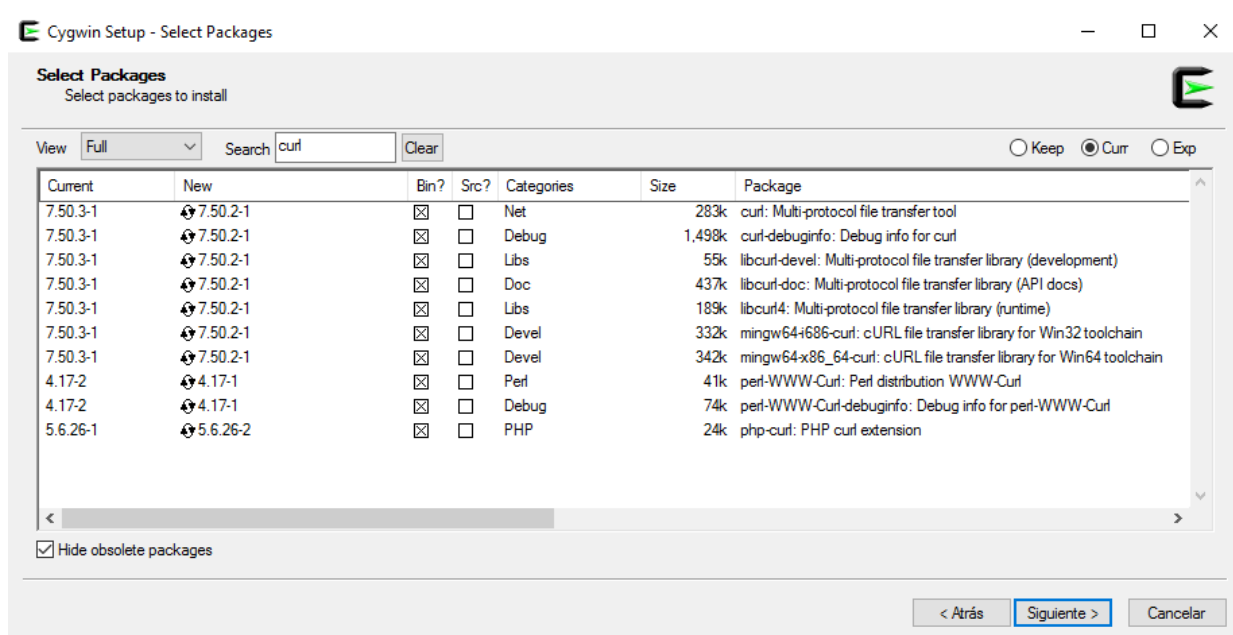 Cygwin Setup - Select Packages
Select Packages
Select packages to install
View Full Search curl Clear Keep Curr Exp
Current New Bin? Src? Categories Size Package
7.50.3-1 7.50.2-1 Net 283k curl: Multi-protocol file transfer tool
7.50.3-1 7.50.2-1 Debug 1,498k curl-debuginfo: Debug info for curl
7.50.3-1 7.50.2-1 Libs 55k libcurl-devel: Multi-protocol file transfer library (development)
7.50.3-1 7.50.2-1 Doc 437k libcurl-doc: Multi-protocol file transfer library (API docs)
7.50.3-1 7.50.2-1 Libs 189k libcurl4: Multi-protocol file transfer library (runtime)
7.50.3-1 7.50.2-1 Devel 332k mingw64-i686-curl: cURL file transfer library for Win32 toolchain
7.50.3-1 7.50.2-1 Devel 342k mingw64-x86_64-curl: cURL file transfer library for Win64 toolchain
4.17-2 4.17-1 Perl 41k perl-WWW-Curl: Perl distribution WWW-Curl
4.17-2 4.17-1 Debug 74k perl-WWW-Curl-debuginfo: Debug info for perl-WWW-Curl
5.6.26-1 5.6.26-2 PHP 24k php-curl: PHP curl extension
Hide obsolete packages
< Atrás Siguiente > Cancelar